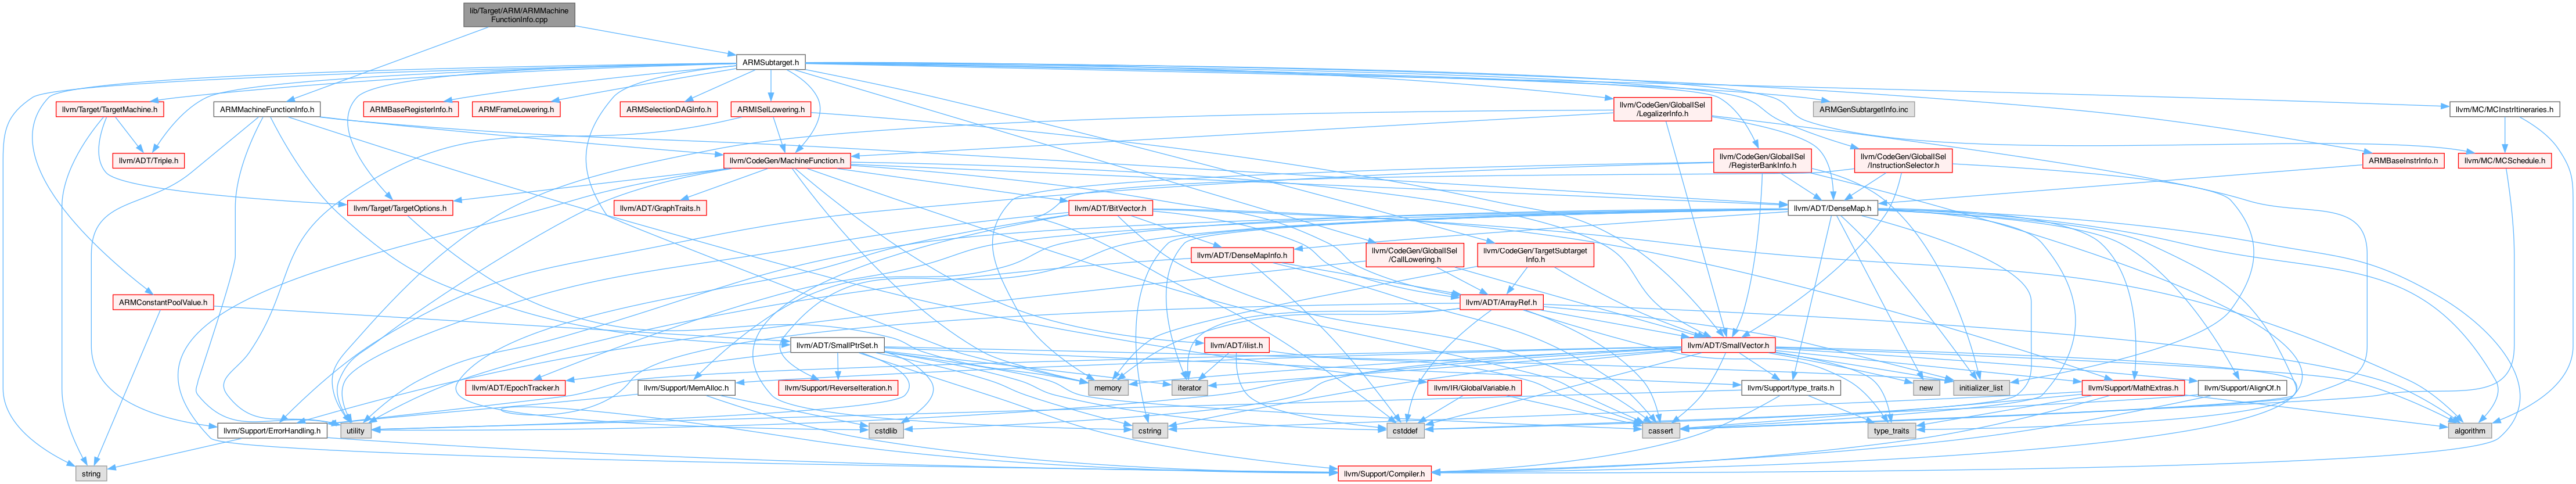 lib/Target/ARM/ARMMachine
FunctionInfo.cpp
ARMSubtarget.h
llvm/Target/TargetMachine.h
ARMMachineFunctionInfo.h
ARMBaseRegisterInfo.h
ARMFrameLowering.h
ARMSelectionDAGInfo.h
ARMISelLowering.h
llvm/CodeGen/GlobalISel
/LegalizerInfo.h
ARMGenSubtargetInfo.inc
llvm/MC/MCInstrItineraries.h
llvm/ADT/Triple.h
llvm/CodeGen/MachineFunction.h
llvm/CodeGen/GlobalISel
/RegisterBankInfo.h
llvm/CodeGen/GlobalISel
/InstructionSelector.h
ARMBaseInstrInfo.h
llvm/MC/MCSchedule.h
llvm/Target/TargetOptions.h
llvm/ADT/GraphTraits.h
llvm/ADT/BitVector.h
llvm/ADT/DenseMap.h
llvm/ADT/DenseMapInfo.h
llvm/CodeGen/GlobalISel
/CallLowering.h
llvm/CodeGen/TargetSubtarget
Info.h
ARMConstantPoolValue.h
llvm/ADT/ArrayRef.h
llvm/ADT/SmallPtrSet.h
llvm/ADT/ilist.h
llvm/ADT/SmallVector.h
llvm/ADT/EpochTracker.h
llvm/Support/MemAlloc.h
llvm/Support/ReverseIteration.h
memory
iterator
llvm/IR/GlobalVariable.h
llvm/Support/type_traits.h
new
initializer_list
llvm/Support/MathExtras.h
llvm/Support/AlignOf.h
llvm/Support/ErrorHandling.h
utility
cstdlib
cstring
cstddef
cassert
type_traits
algorithm
string
llvm/Support/Compiler.h